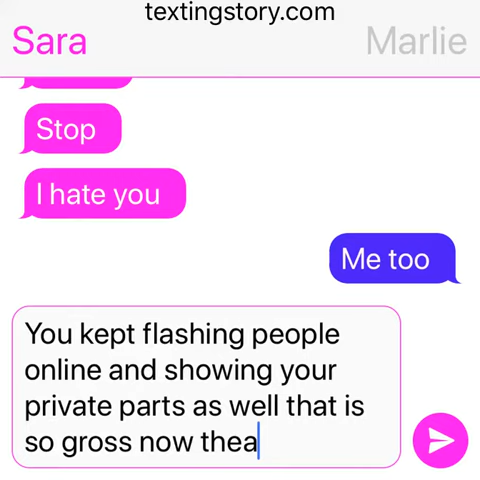 textingstory.com
Sara
Marlie
Stop
I hate you
Me too
You kept flashing people
online and showing your
private parts as well that is
so gross now thea